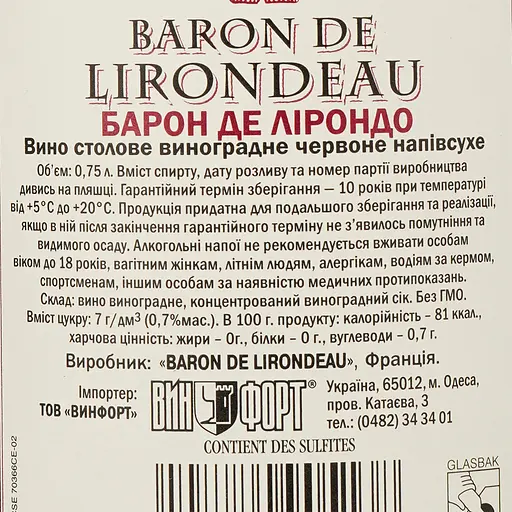 BARON DE
LIRONDEAU
БАРОН ДЕ ЛІРОНДО
Вино столове виноградне червоне напівсухе
Об'єм: 0,75 л. Вміст спирту, дату розливу та номер партії виробництва
дивись на пляшці. Гарантійний термін зберігання — 10 років при температурі
від +5°С до +20°С. Продукція придатна для подальшого зберігання та реалізації,
якщо в ній після закінчення гарантійного терміну не з'явилось помутніння та
видимого осаду. Алкогольні напої не рекомендується вживати особам
віком до 18 років, вагітним жінкам, літнім людям, алергікам, водіям за кермом,
спортсменам, іншим особам за наявністю медичних протипоказань.
Склад: вино виноградне, концентрований виноградний сік. Без ГМО.
Вміст цукру: 7 г/дм³ (0,7%мас.). В 100 г. продукту: калорійність – 81 ккал.,
харчова цінність: жири – 0г., білки – 0 г., вуглеводи – 0,7 г.
Виробник: «BARON DE LIRONDEAU», Франція.
Імпортер:
ТОВ «ВИНФОРТ»
ВИН ФОРТ®
Україна, 65012, м. Одеса,
пров. Катаєва, 3
тел.: (0482) 34 34 01
CONTIENT DES SULFITES
GLASBAK
SE 70366CE-02